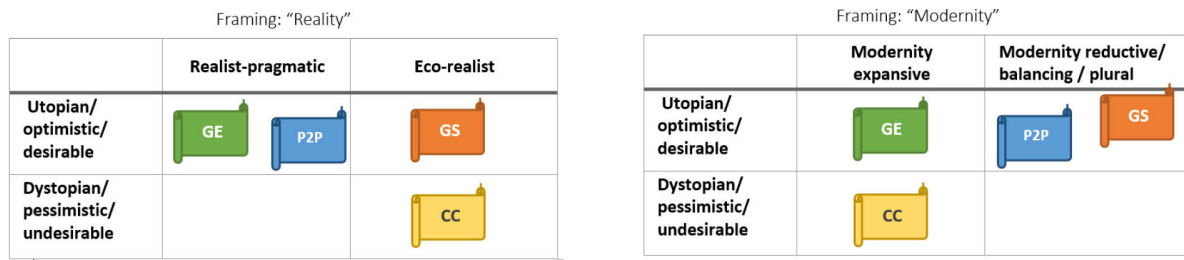 Framing: “Reality”
Realist-pragmatic
Eco-realist
Utopian/
optimistic/
desirable
GE
P2P
GS
Dystopian/
pessimistic/
undesirable
CC
Framing: “Modernity”
Modernity
expansive
Modernity reductive/
balancing / plural
Utopian/
optimistic/
desirable
GE
P2P
GS
Dystopian/
pessimistic/
undesirable
CC